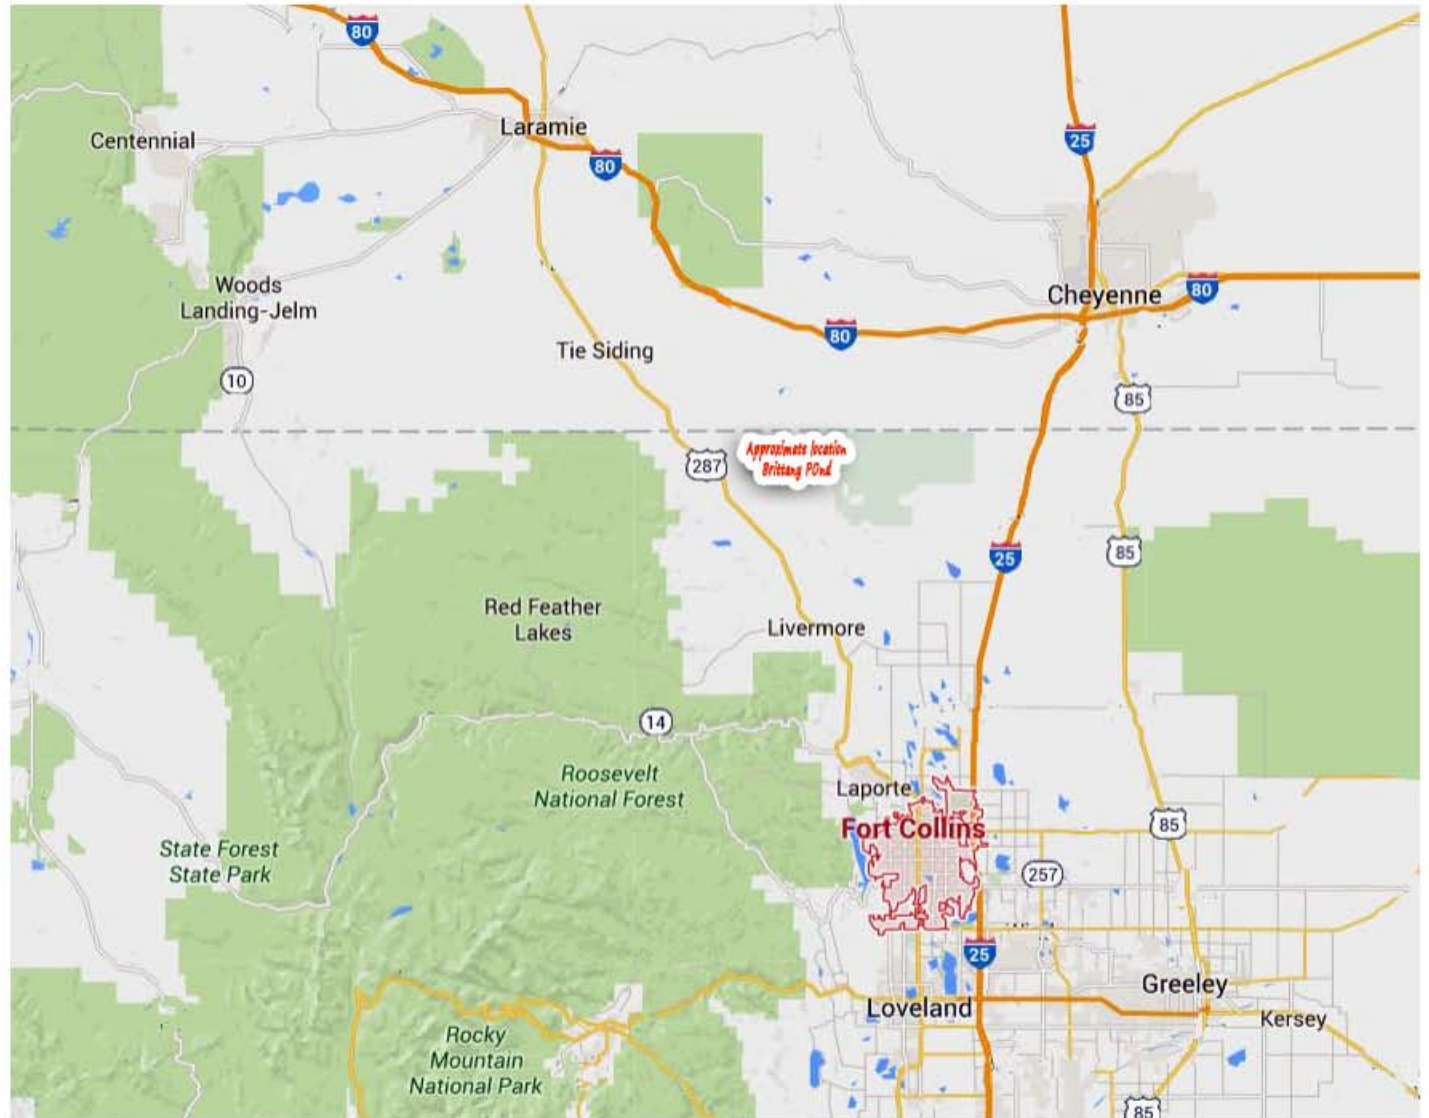 80
25
Laramie
Centennial
80
Woods
Landing-Jelm
Cheyenne
80
80
Tie Siding
10
85
Approximate location
Brittang POnd
287
25
85
Red Feather
Lakes
Livermore
14
Roosevelt
National Forest
Laporte
Fort Collins
85
State Forest
State Park
257
25
Greeley
Loveland
Kersey
Rocky
Mountain
National Park
85